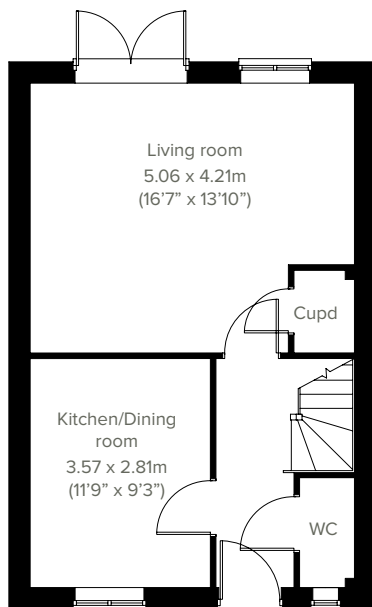 Living room
5.06 x 4.21m
(16’7” x 13’10”)
Cupd
Kitchen/Dining
room
3.57 x 2.81m
(11’9” x 9’3”)
WC